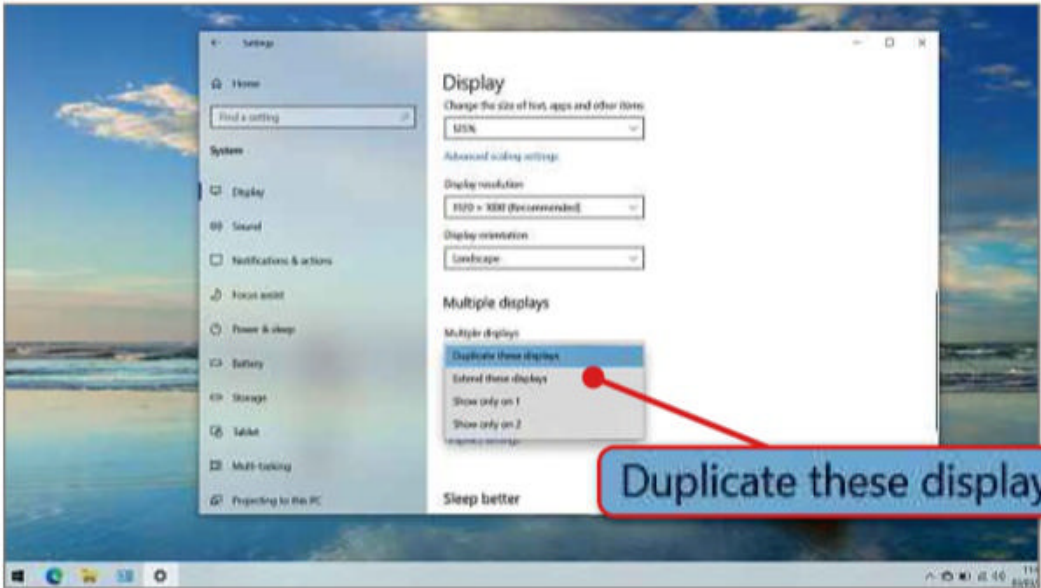 Settings
Home
Find a setting
System
Display
Sound
Notifications & actions
Focus assist
Power & sleep
Battery
Storage
Tablet
Multi-tasking
Projecting to this PC
Display
Change the size of text, apps and other items
125%
Advanced scaling settings
Display resolution
1920 × 1080 (Recommended)
Display orientation
Landscape
Multiple displays
Multiple displays
Duplicate these displays
Extend these displays
Show only on 1
Show only on 2
Graphics settings
Sleep better
Duplicate these display